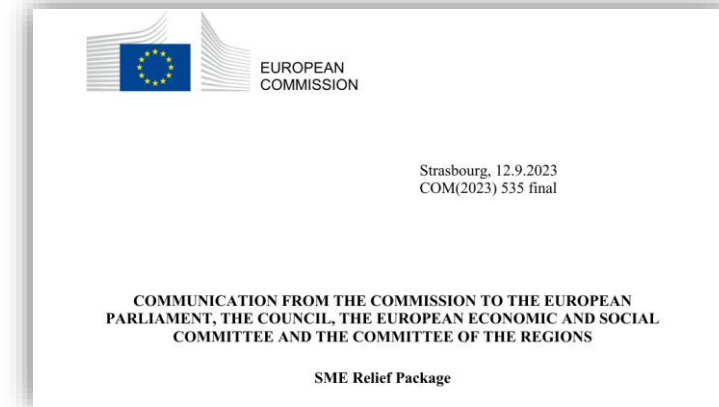 EUROPEAN
COMMISSION
Strasbourg, 12.9.2023
COM(2023) 535 final
COMMUNICATION FROM THE COMMISSION TO THE EUROPEAN
PARLIAMENT, THE COUNCIL, THE EUROPEAN ECONOMIC AND SOCIAL
COMMITTEE AND THE COMMITTEE OF THE REGIONS
SME Relief Package